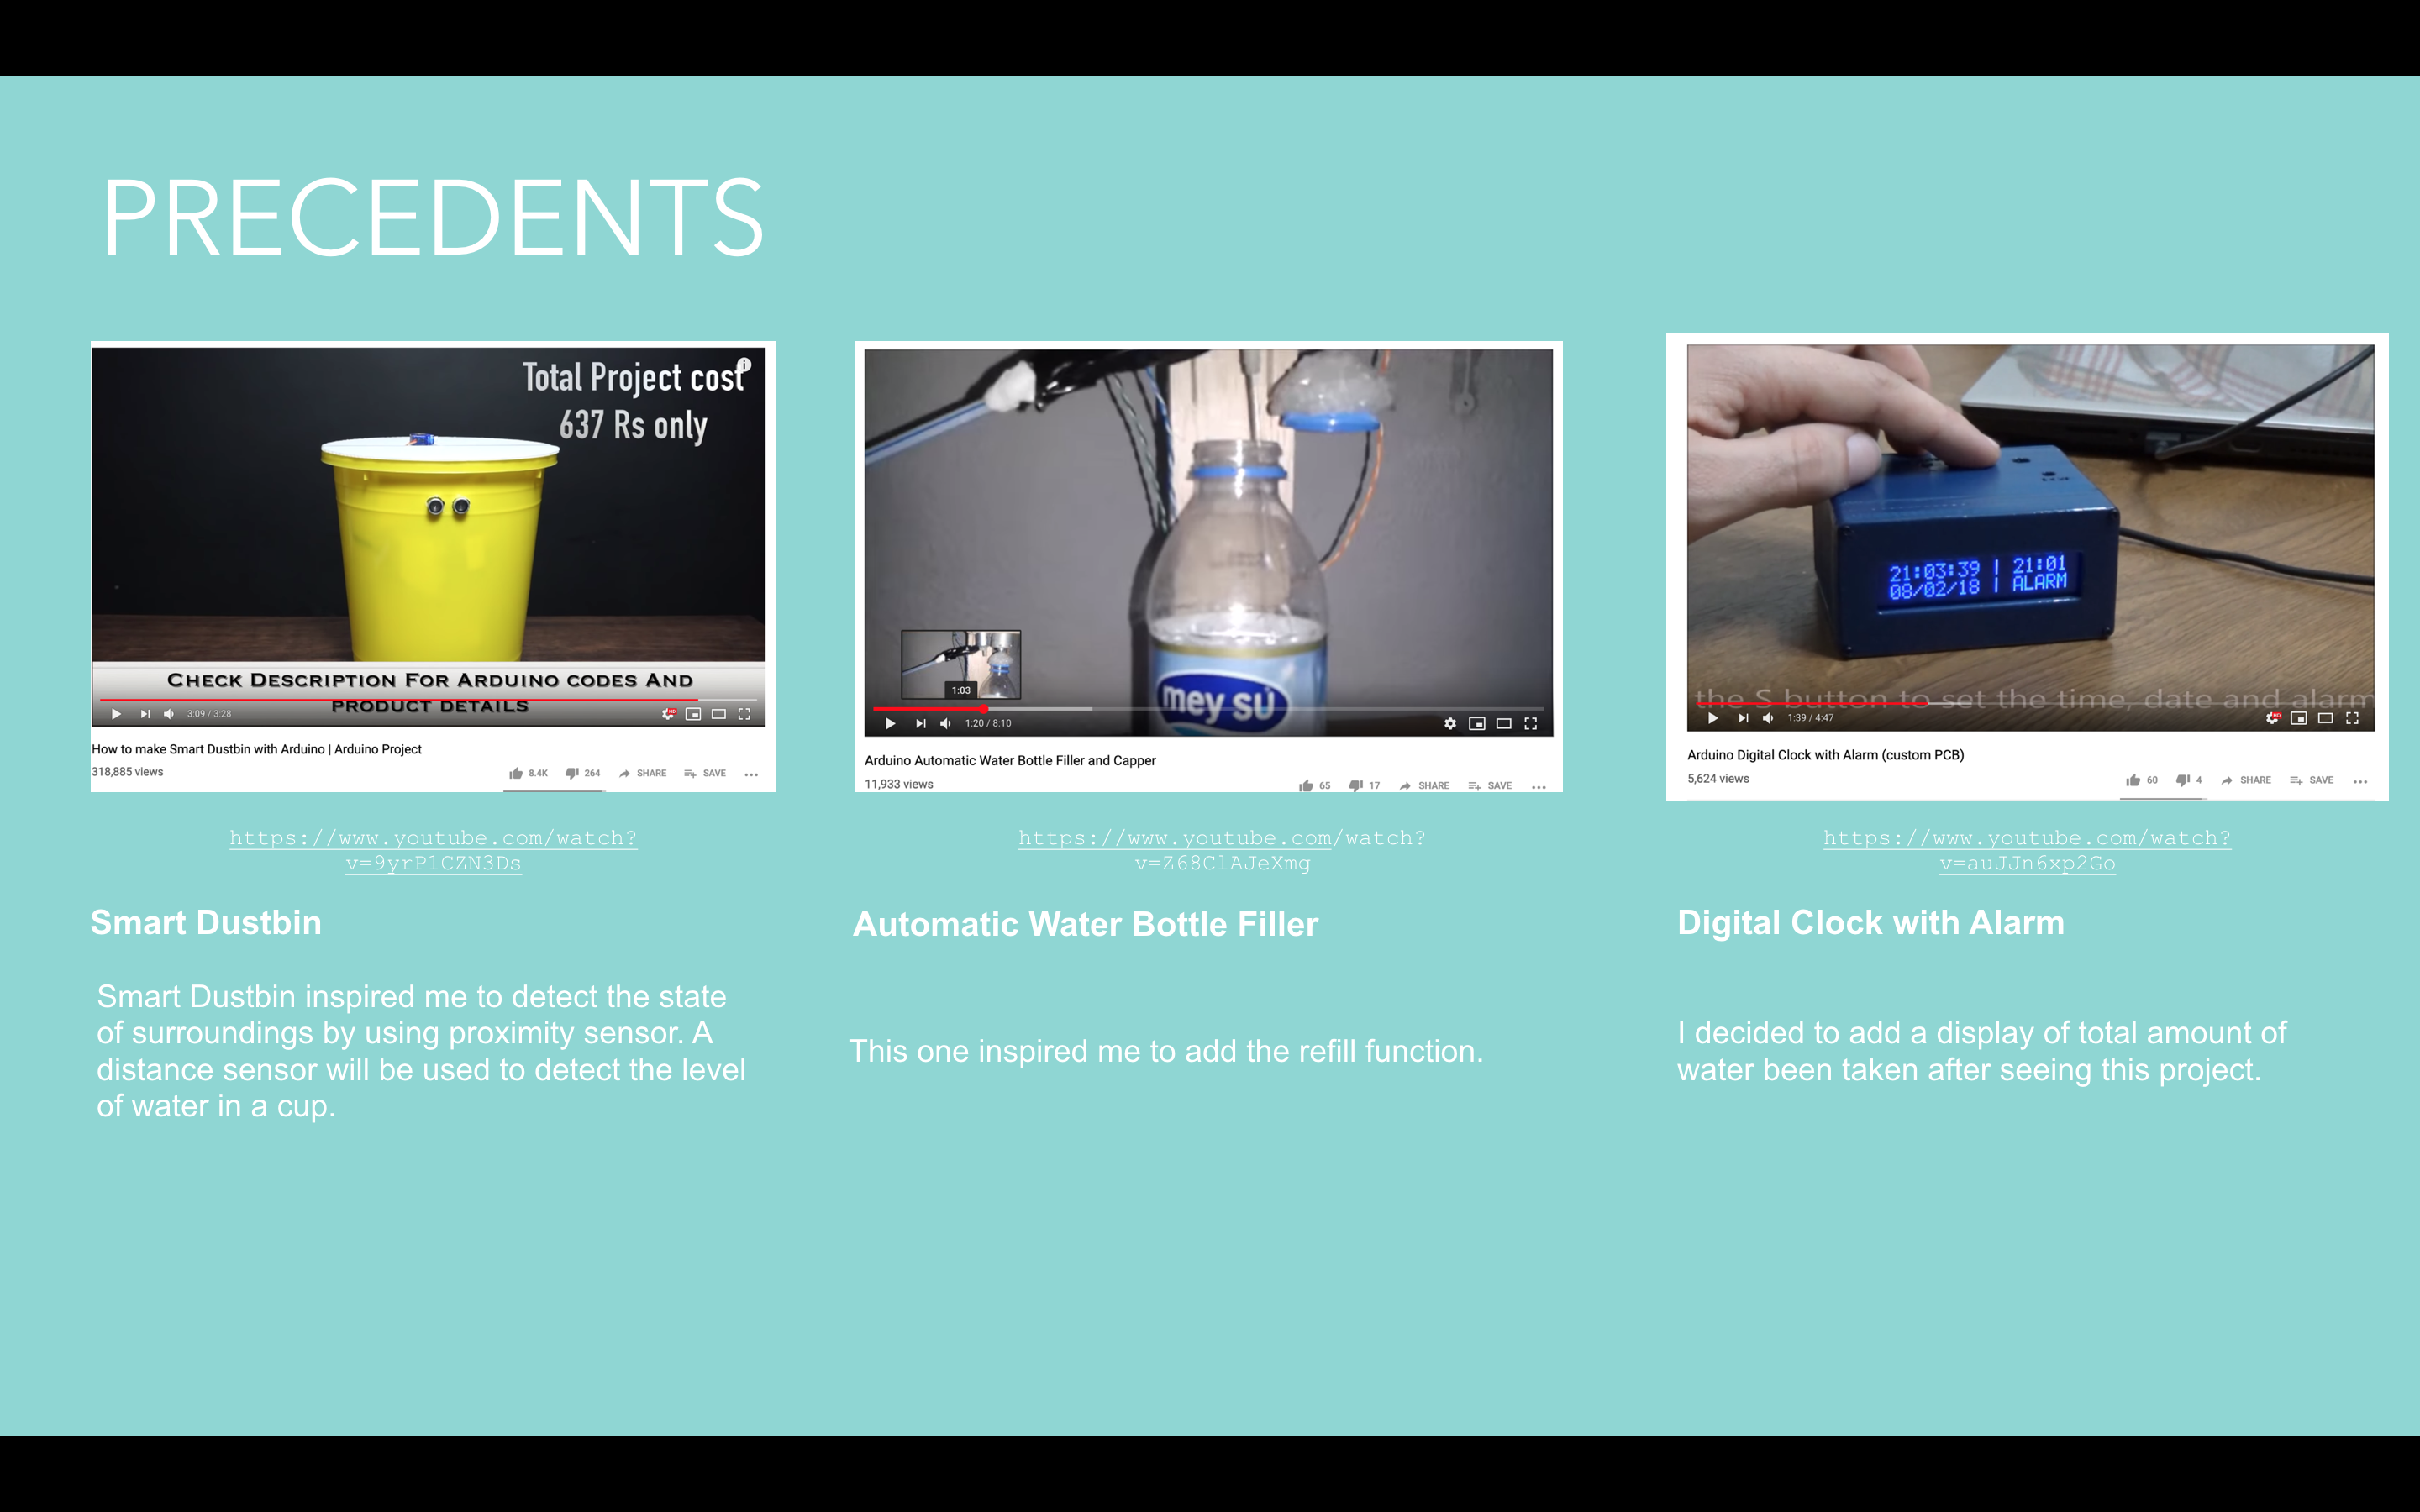 PRECEDENTS
Total Project cost
637 Rs only
CHECK DESCRIPTION FOR ARDUINO CODES AND
PRODUCT DETAILS
3:09 / 3:28
How to make Smart Dustbin with Arduino | Arduino Project
318,885 views
8.4K 264 SHARE SAVE
https://www.youtube.com/watch?
v=9yrP1CZN3Ds
Smart Dustbin
Smart Dustbin inspired me to detect the state
of surroundings by using proximity sensor. A
distance sensor will be used to detect the level
of water in a cup.
mey su
1:03
1:20 / 8:10
Arduino Automatic Water Bottle Filler and Capper
11,933 views
65 17 SHARE SAVE
https://www.youtube.com/watch?
v=Z68ClAJeXmg
Automatic Water Bottle Filler
This one inspired me to add the refill function.
21:03:39 | 21:01
08/02/18 | ALARM
the S button to set the time, date and alarm
1:39 / 4:47
Arduino Digital Clock with Alarm (custom PCB)
5,624 views
60 4 SHARE SAVE
https://www.youtube.com/watch?
v=auJJn6xp2Go
Digital Clock with Alarm
I decided to add a display of total amount of
water been taken after seeing this project.